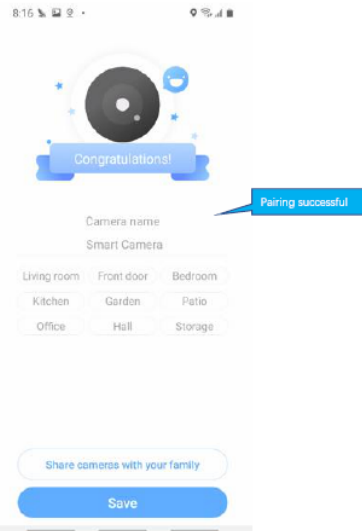 8:16
Congratulations!
Pairing successful
Camera name
Smart Camera
Living room Front door Bedroom
Kitchen Garden Patio
Office Hall Storage
Share cameras with your family
Save